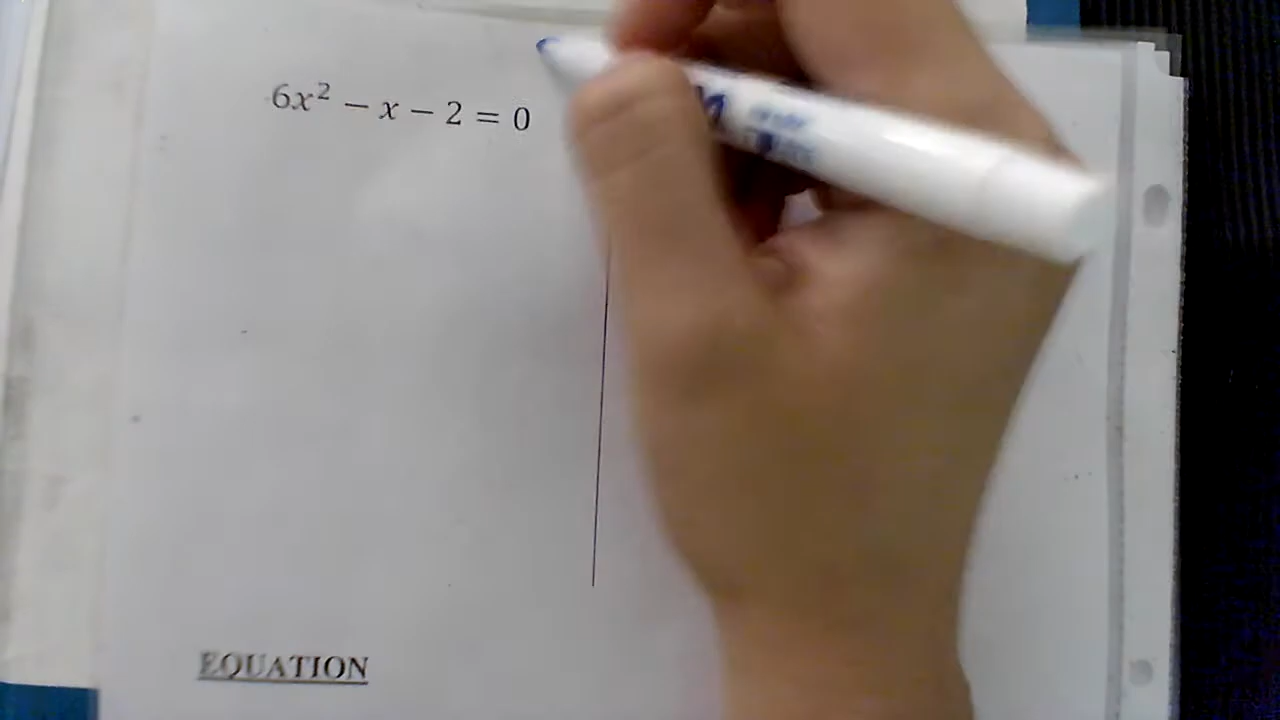 6x² − x − 2 = 0
EQUATION